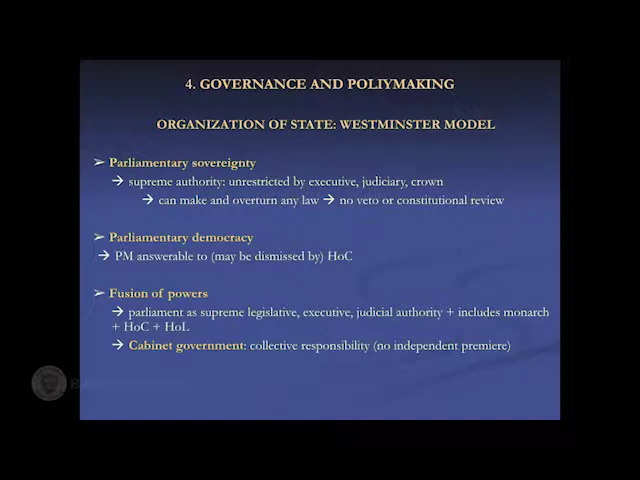 4. GOVERNANCE AND POLIYMAKING
ORGANIZATION OF STATE: WESTMINSTER MODEL
➢ Parliamentary sovereignty
→ supreme authority: unrestricted by executive, judiciary, crown
→ can make and overturn any law → no veto or constitutional review
➢ Parliamentary democracy
→ PM answerable to (may be dismissed by) HoC
➢ Fusion of powers
→ parliament as supreme legislative, executive, judicial authority + includes monarch
+ HoC + HoL
→ Cabinet government: collective responsibility (no independent premiere)